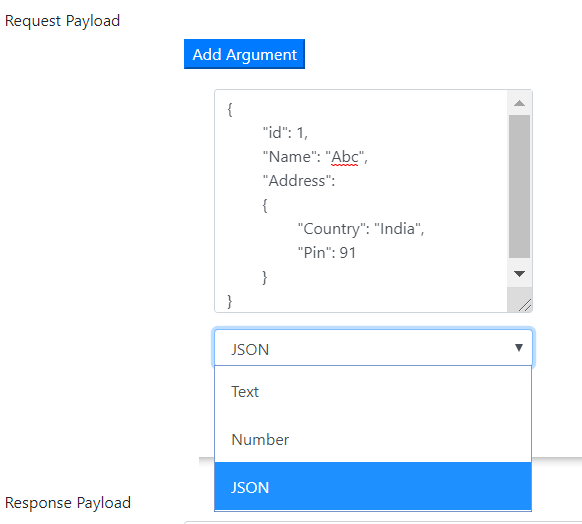 Request Payload
Add Argument
{
"id": 1,
"Name": "Abc",
"Address":
{
"Country": "India",
"Pin": 91
}
}
JSON
Text
Number
JSON
Response Payload